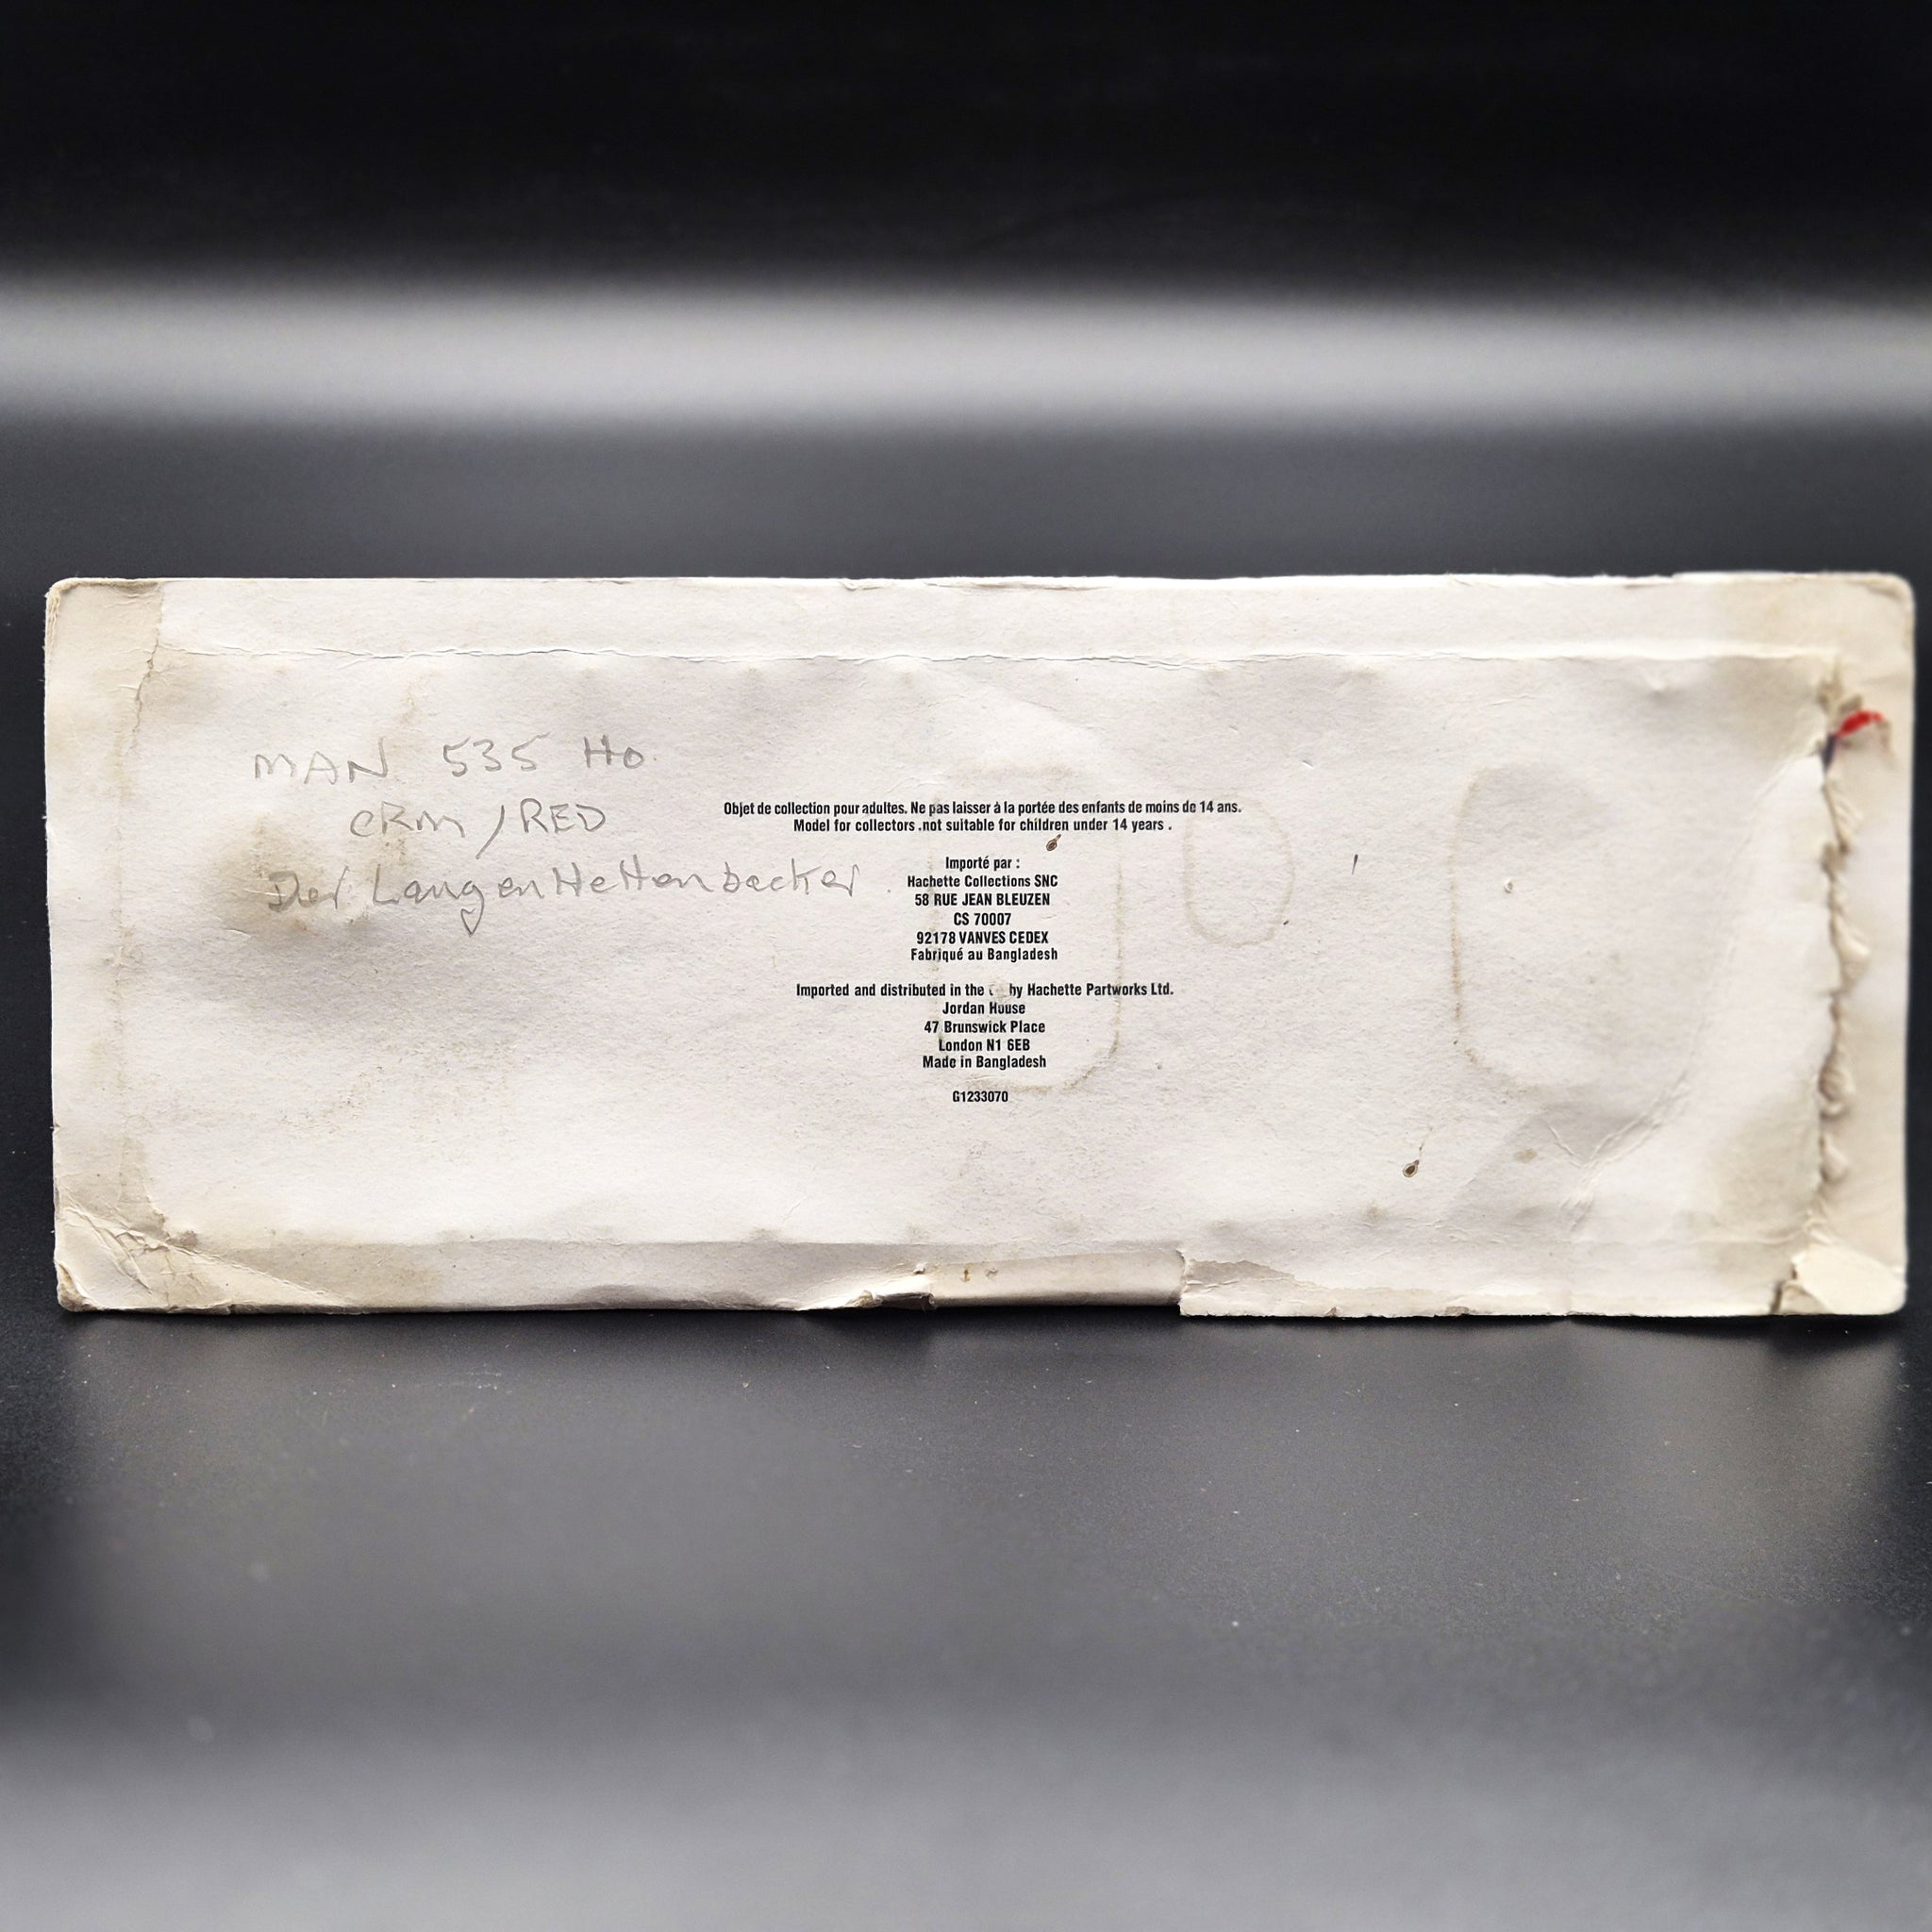 MAN 535 Ho.
CRM / RED
Der LangenHettenbacker.
Objet de collection pour adultes. Ne pas laisser à la portée des enfants de moins de 14 ans.
Model for collectors .not suitable for children under 14 years .
Importé par :
Hachette Collections SNC
58 RUE JEAN BLEUZEN
CS 70007
92178 VANVES CEDEX
Fabriqué au Bangladesh
Imported and distributed in the by Hachette Partworks Ltd.
Jordan House
47 Brunswick Place
London N1 6EB
Made in Bangladesh
G1233070